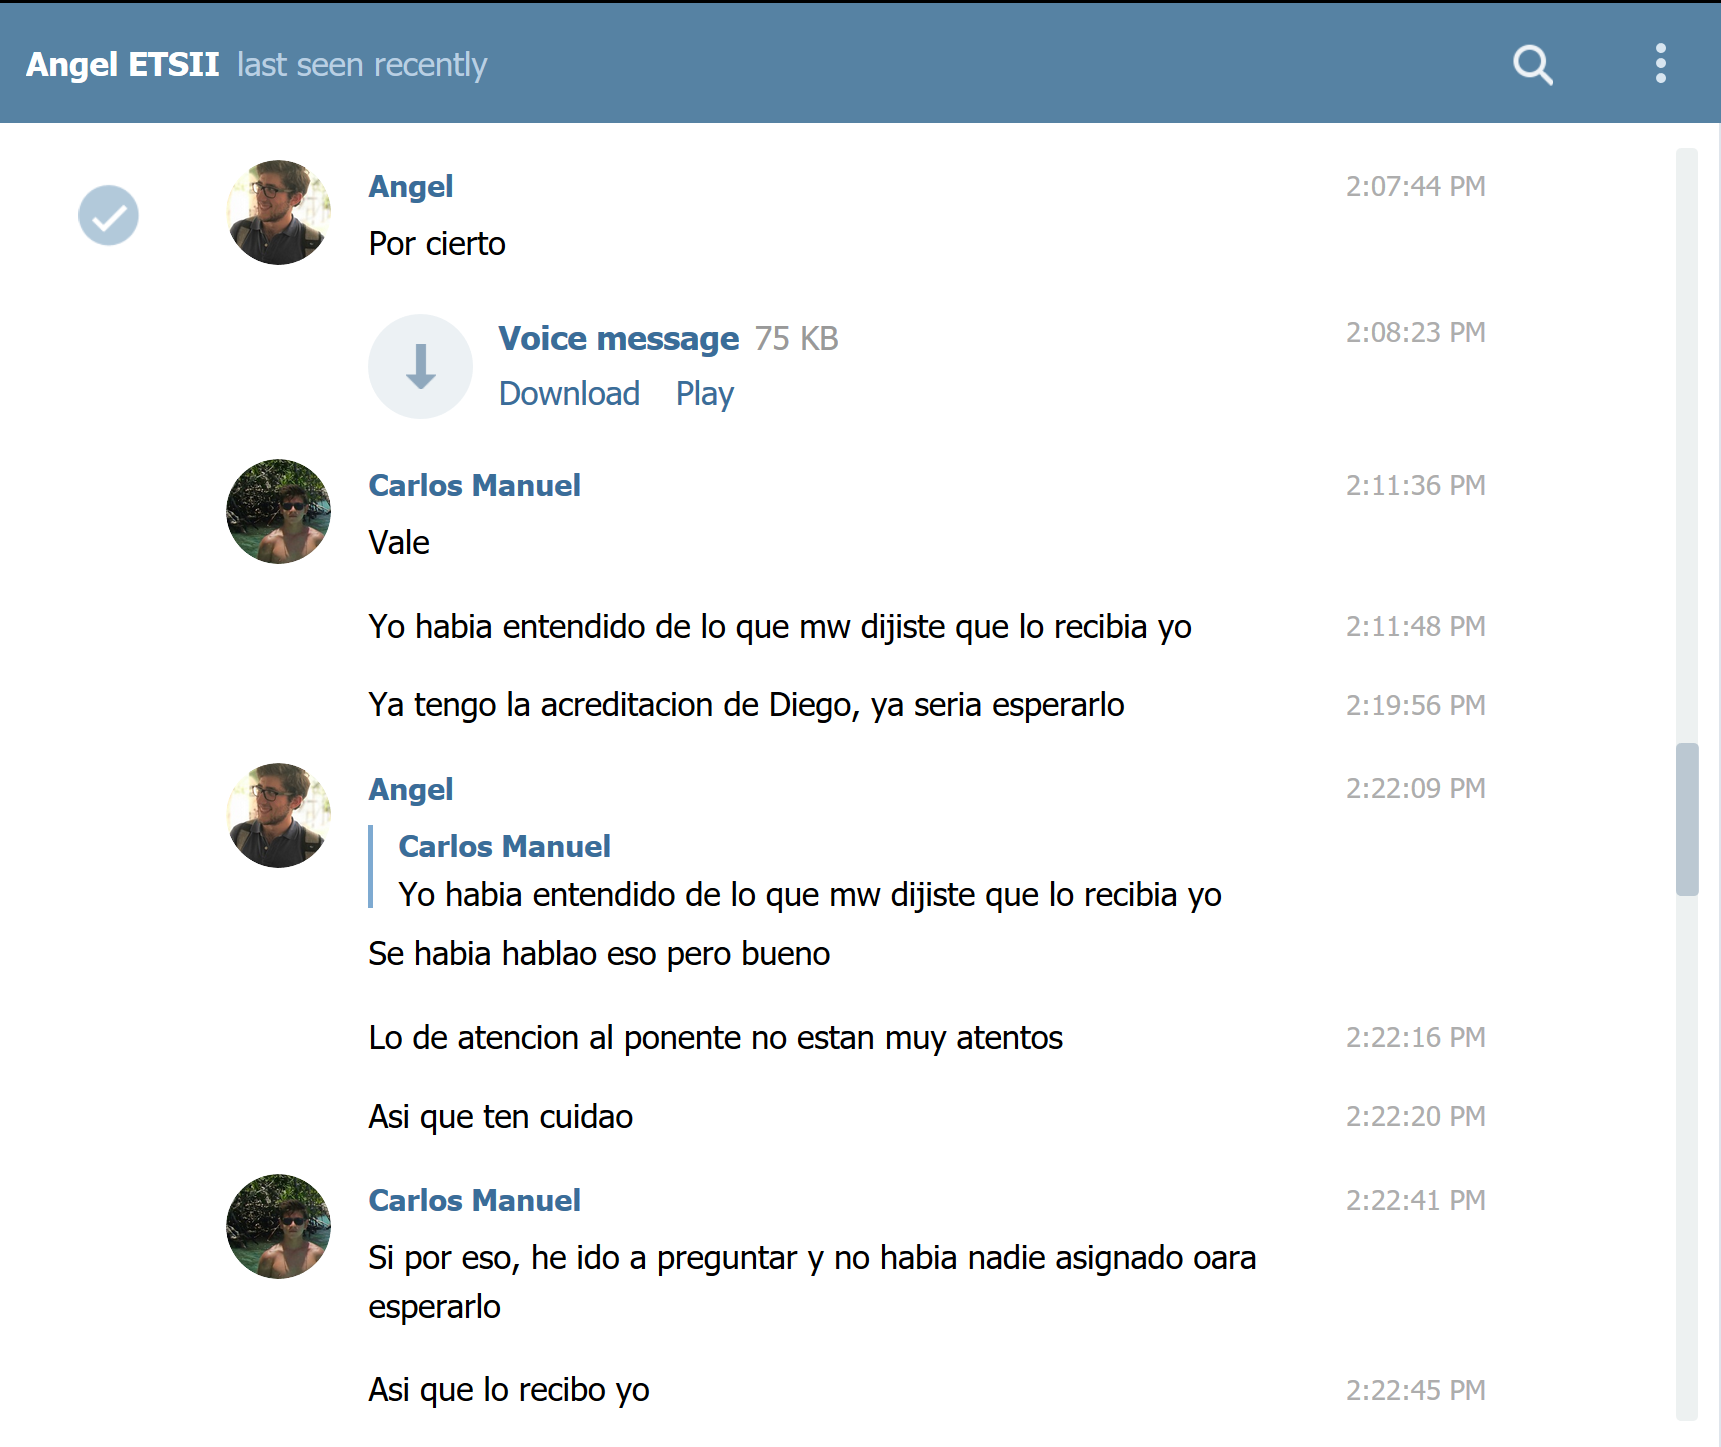 Angel ETSII last seen recently
Angel 2:07:44 PM
Por cierto
Voice message 75 KB 2:08:23 PM
Download Play
Carlos Manuel 2:11:36 PM
Vale
Yo habia entendido de lo que mw dijiste que lo recibia yo 2:11:48 PM
Ya tengo la acreditacion de Diego, ya seria esperarlo 2:19:56 PM
Angel 2:22:09 PM
Carlos Manuel
Yo habia entendido de lo que mw dijiste que lo recibia yo
Se habia hablao eso pero bueno
Lo de atencion al ponente no estan muy atentos 2:22:16 PM
Asi que ten cuidao 2:22:20 PM
Carlos Manuel 2:22:41 PM
Si por eso, he ido a preguntar y no habia nadie asignado oara
esperarlo
Asi que lo recibo yo 2:22:45 PM